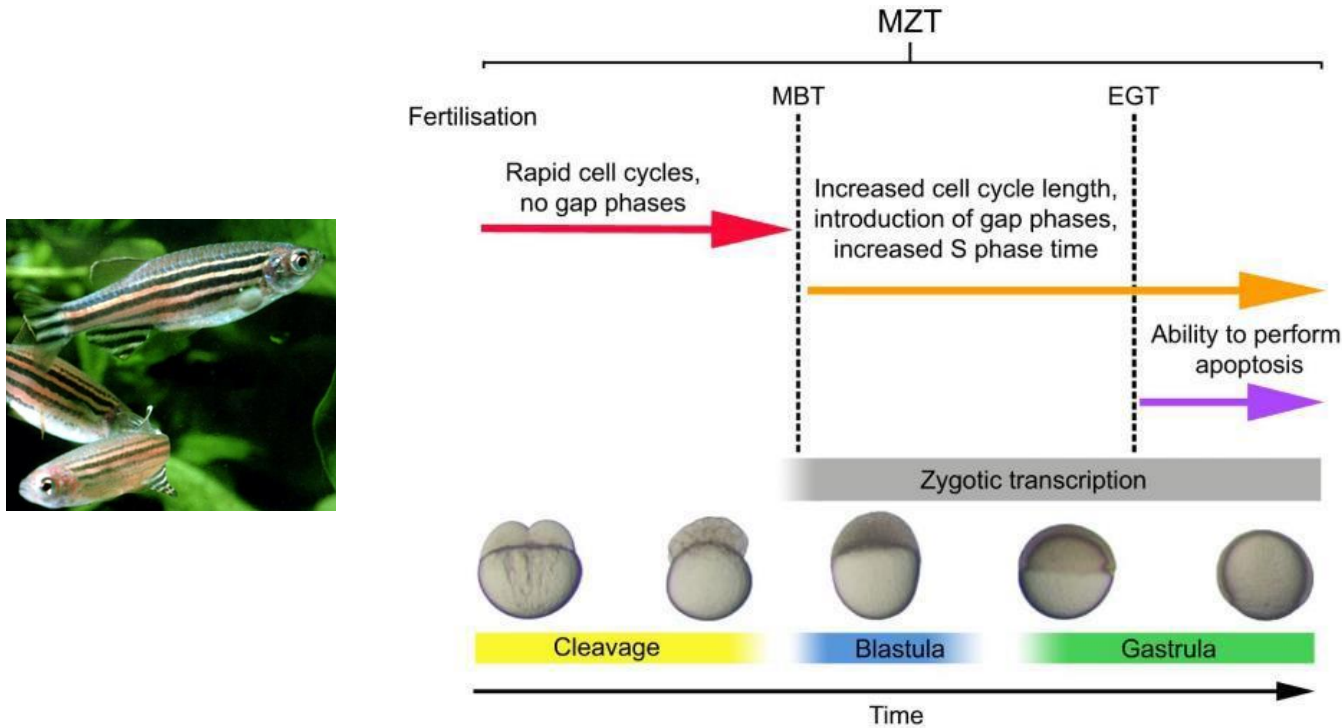 MZT
MBT
EGT
Fertilisation
Rapid cell cycles,
no gap phases
Increased cell cycle length,
introduction of gap phases,
increased S phase time
Ability to perform
apoptosis
Zygotic transcription
Cleavage
Blastula
Gastrula
Time